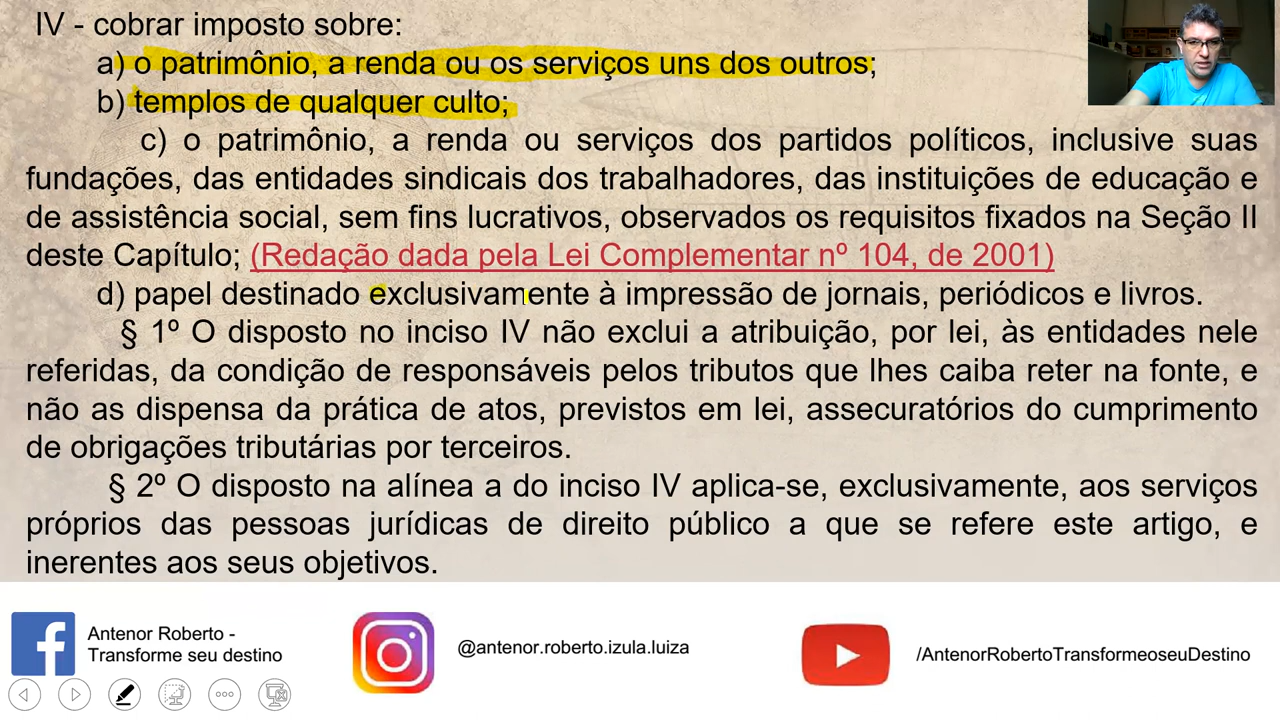 IV - cobrar imposto sobre:
a) o patrimônio, a renda ou os serviços uns dos outros;
b) templos de qualquer culto;
c) o patrimônio, a renda ou serviços dos partidos políticos, inclusive suas
fundações, das entidades sindicais dos trabalhadores, das instituições de educação e
de assistência social, sem fins lucrativos, observados os requisitos fixados na Seção II
deste Capítulo; (Redação dada pela Lei Complementar nº 104, de 2001)
d) papel destinado exclusivamente à impressão de jornais, periódicos e livros.
§ 1º O disposto no inciso IV não exclui a atribuição, por lei, às entidades nele
referidas, da condição de responsáveis pelos tributos que lhes caiba reter na fonte, e
não as dispensa da prática de atos, previstos em lei, assecuratórios do cumprimento
de obrigações tributárias por terceiros.
§ 2º O disposto na alínea a do inciso IV aplica-se, exclusivamente, aos serviços
próprios das pessoas jurídicas de direito público a que se refere este artigo, e
inerentes aos seus objetivos.
Antenor Roberto -
Transforme seu destino
@antenor.roberto.izula.luiza
/AntenorRobertoTransformeoseuDestino